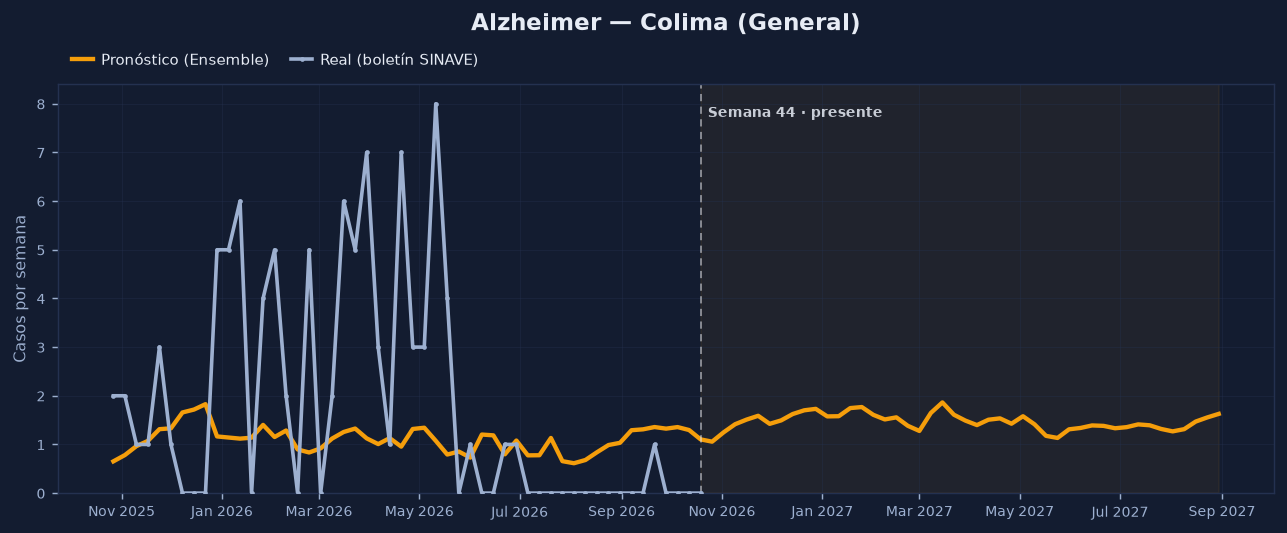 Alzheimer — Colima (General)
Pronóstico (Ensemble)
Real (boletín SINAVE)
Semana 44 · presente
Casos por semana
8
7
6
5
4
3
2
1
0
Nov 2025
Jan 2026
Mar 2026
May 2026
Jul 2026
Sep 2026
Nov 2026
Jan 2027
Mar 2027
May 2027
Jul 2027
Sep 2027